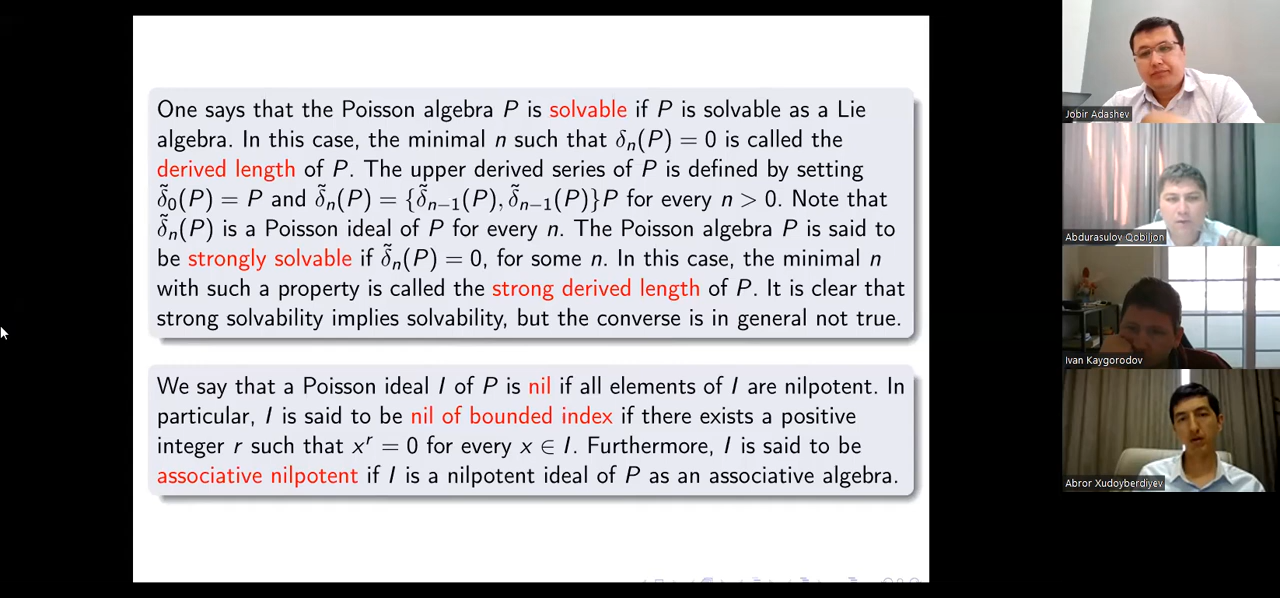 One says that the Poisson algebra P is solvable if P is solvable as a Lie
algebra. In this case, the minimal n such that δₙ(P) = 0 is called the
derived length of P. The upper derived series of P is defined by setting
δ̃₀(P) = P and δ̃ₙ(P) = {δ̃ₙ₋₁(P), δ̃ₙ₋₁(P)}P for every n > 0. Note that
δ̃ₙ(P) is a Poisson ideal of P for every n. The Poisson algebra P is said to
be strongly solvable if δ̃ₙ(P) = 0, for some n. In this case, the minimal n
with such a property is called the strong derived length of P. It is clear that
strong solvability implies solvability, but the converse is in general not true.
We say that a Poisson ideal I of P is nil if all elements of I are nilpotent. In
particular, I is said to be nil of bounded index if there exists a positive
integer r such that xʳ = 0 for every x ∈ I. Furthermore, I is said to be
associative nilpotent if I is a nilpotent ideal of P as an associative algebra.
Jobir Adashev
Abdurasulov Qobiljon
Ivan Kaygorodov
Abror Xudoyberdiyev